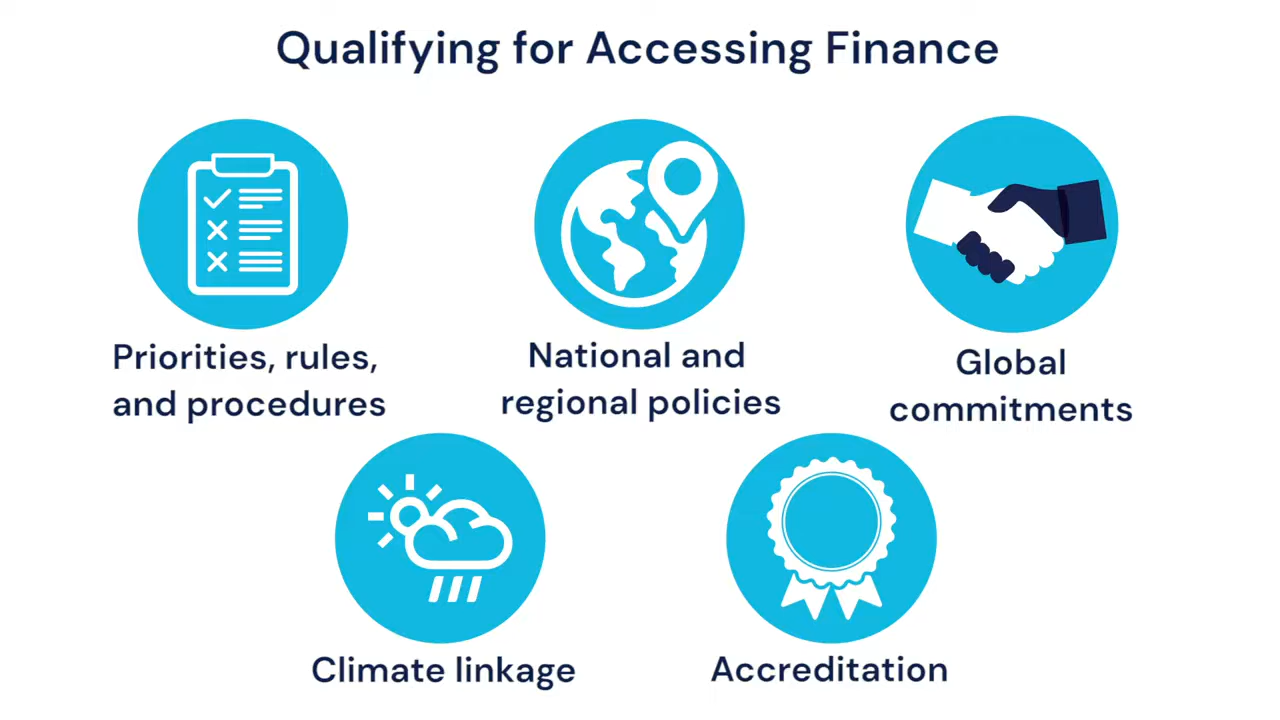 Qualifying for Accessing Finance
Priorities, rules,
and procedures
National and
regional policies
Global
commitments
Climate linkage
Accreditation